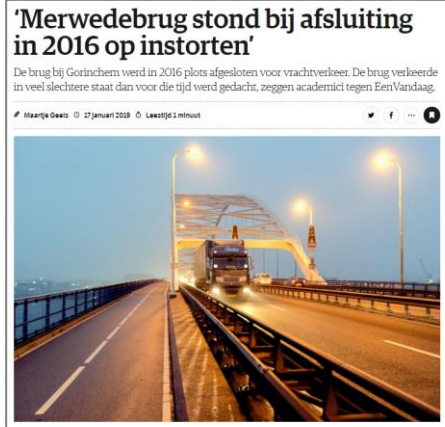 ‘Merwedebrug stond bij afsluiting
in 2016 op instorten’
De brug bij Gorinchem werd in 2016 plots afgesloten voor vrachtverkeer. De brug verkeerde
in veel slechtere staat dan voor die tijd werd gedacht, zeggen academici tegen EenVandaag.
Maartje Geels 17 januari 2019 Leestijd 1 minuut